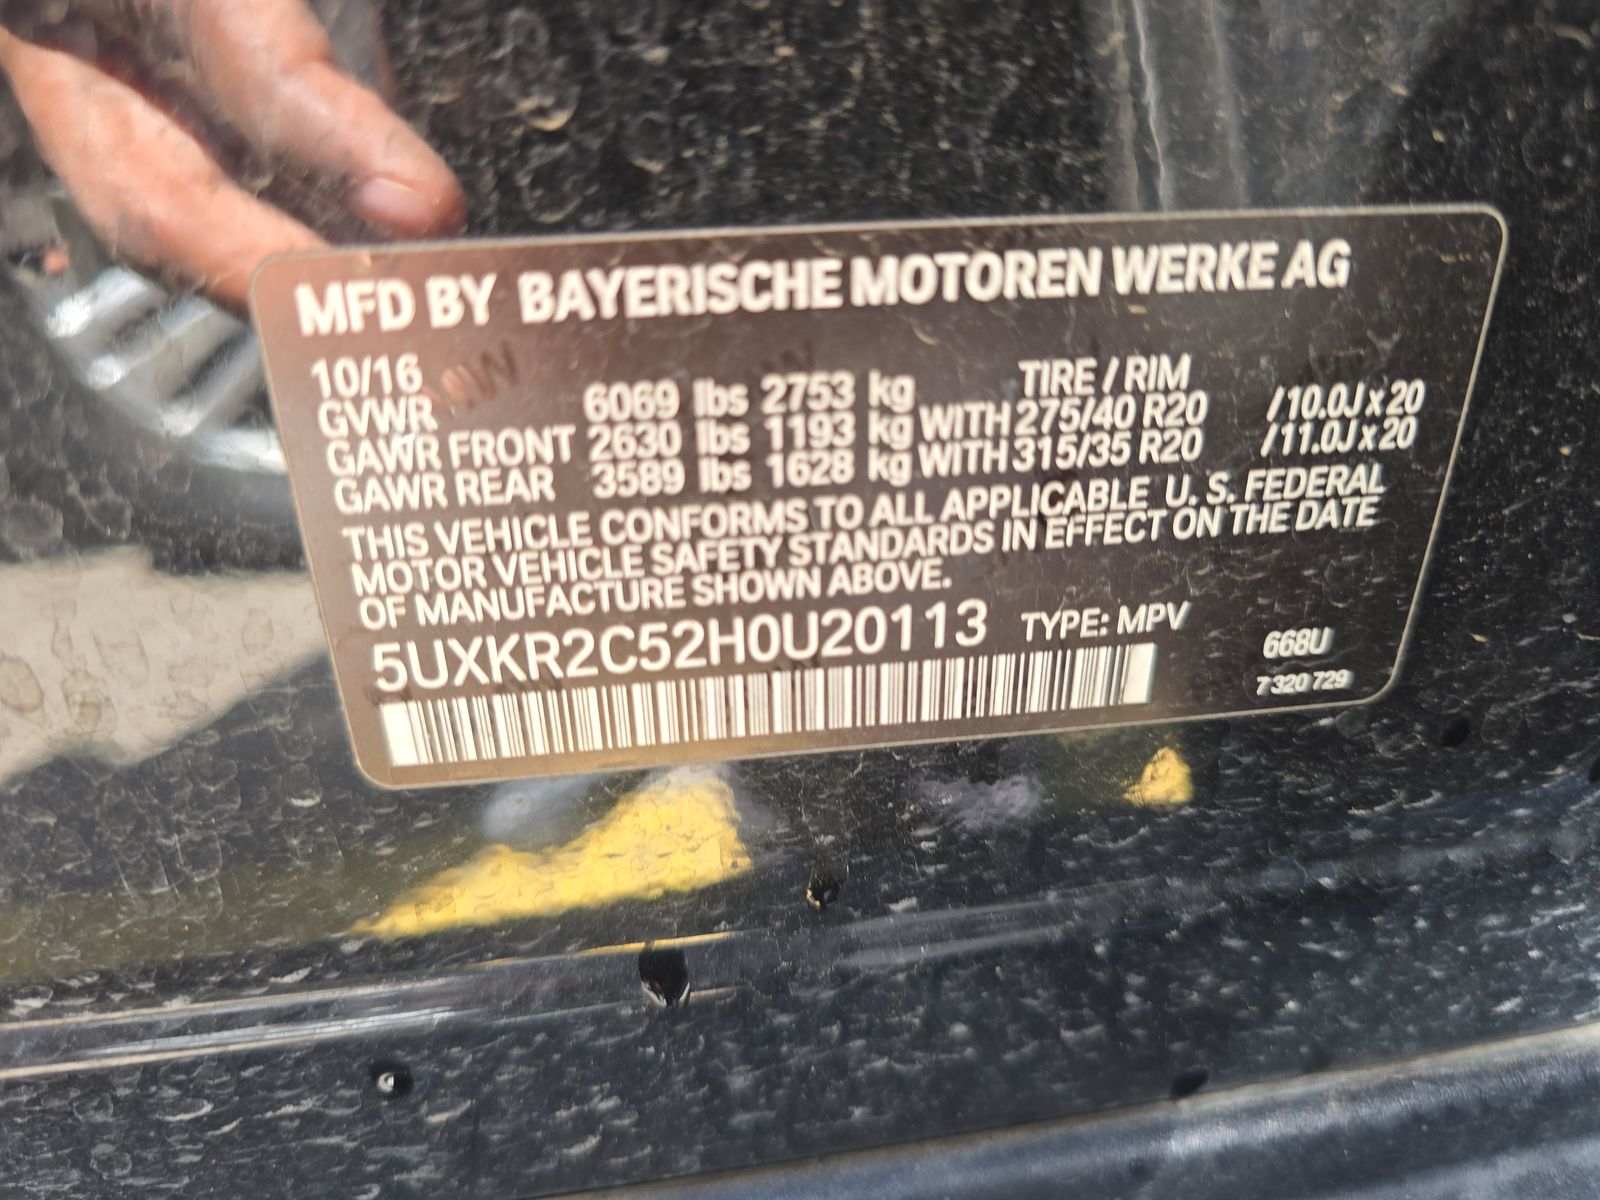 MFD BY BAYERISCHE MOTOREN WERKE AG
10/16 TIRE / RIM
GVWR 6069 lbs 2753 kg
GAWR FRONT 2630 lbs 1193 kg WITH 275/40 R20 / 10.0J x 20
GAWR REAR 3589 lbs 1628 kg WITH 315/35 R20 / 11.0J x 20
THIS VEHICLE CONFORMS TO ALL APPLICABLE U. S. FEDERAL
MOTOR VEHICLE SAFETY STANDARDS IN EFFECT ON THE DATE
OF MANUFACTURE SHOWN ABOVE.
5UXKR2C52H0U20113 TYPE: MPV
668U
7 320 729